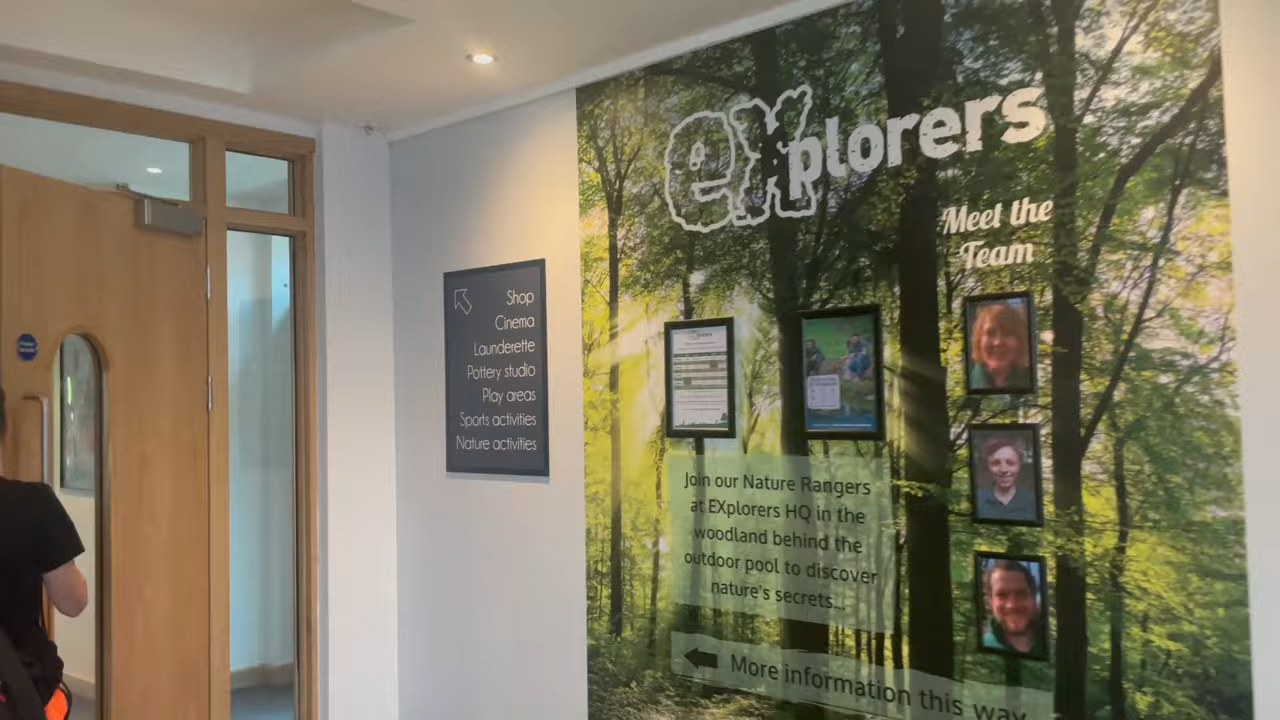 Shop
Cinema
Launderette
Pottery studio
Play areas
Sports activities
Nature activities
eXplorers
Meet the
Team
Join our Nature Rangers
at EXplorers HQ in the
woodland behind the
outdoor pool to discover
nature's secrets...
More information this way